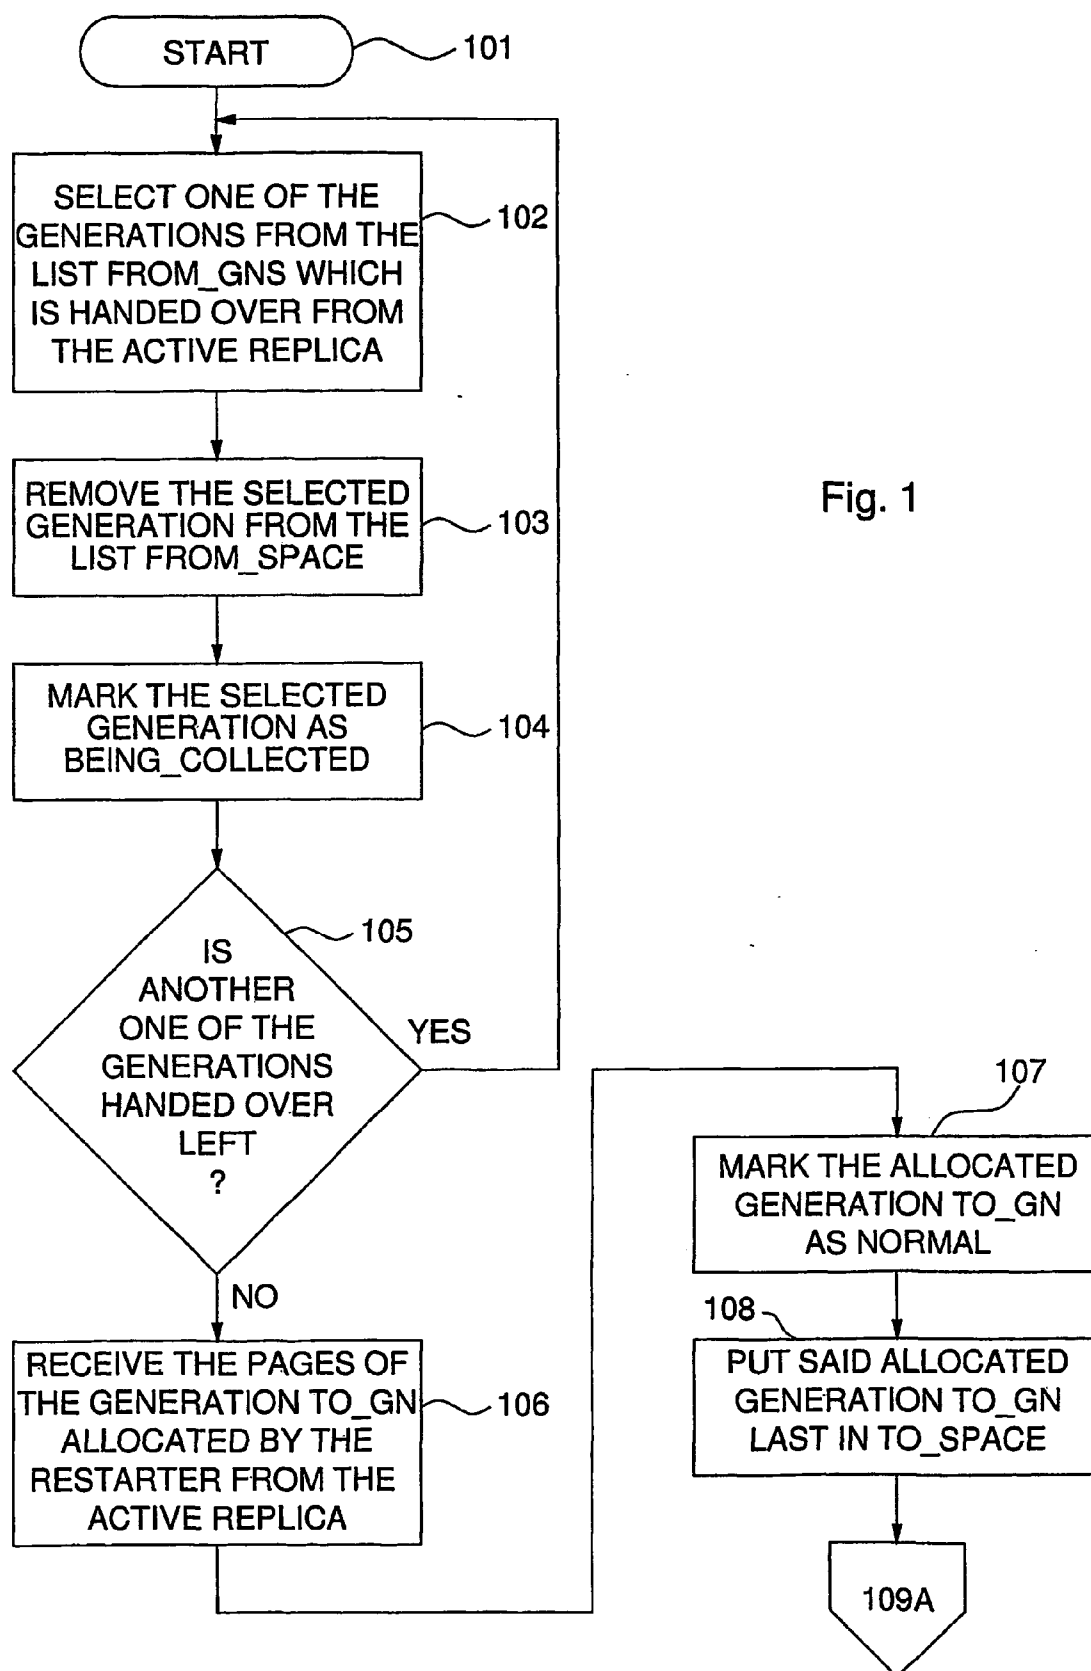 START
101
SELECT ONE OF THE
GENERATIONS FROM THE
LIST FROM_GNS WHICH
IS HANDED OVER FROM
THE ACTIVE REPLICA
102
REMOVE THE SELECTED
GENERATION FROM THE
LIST FROM_SPACE
103
Fig. 1
MARK THE SELECTED
GENERATION AS
BEING_COLLECTED
104
105
IS
ANOTHER
ONE OF THE
GENERATIONS
HANDED OVER
LEFT
?
YES
NO
RECEIVE THE PAGES OF
THE GENERATION TO_GN
ALLOCATED BY THE
RESTARTER FROM THE
ACTIVE REPLICA
106
107
MARK THE ALLOCATED
GENERATION TO_GN
AS NORMAL
108
PUT SAID ALLOCATED
GENERATION TO_GN
LAST IN TO_SPACE
109A